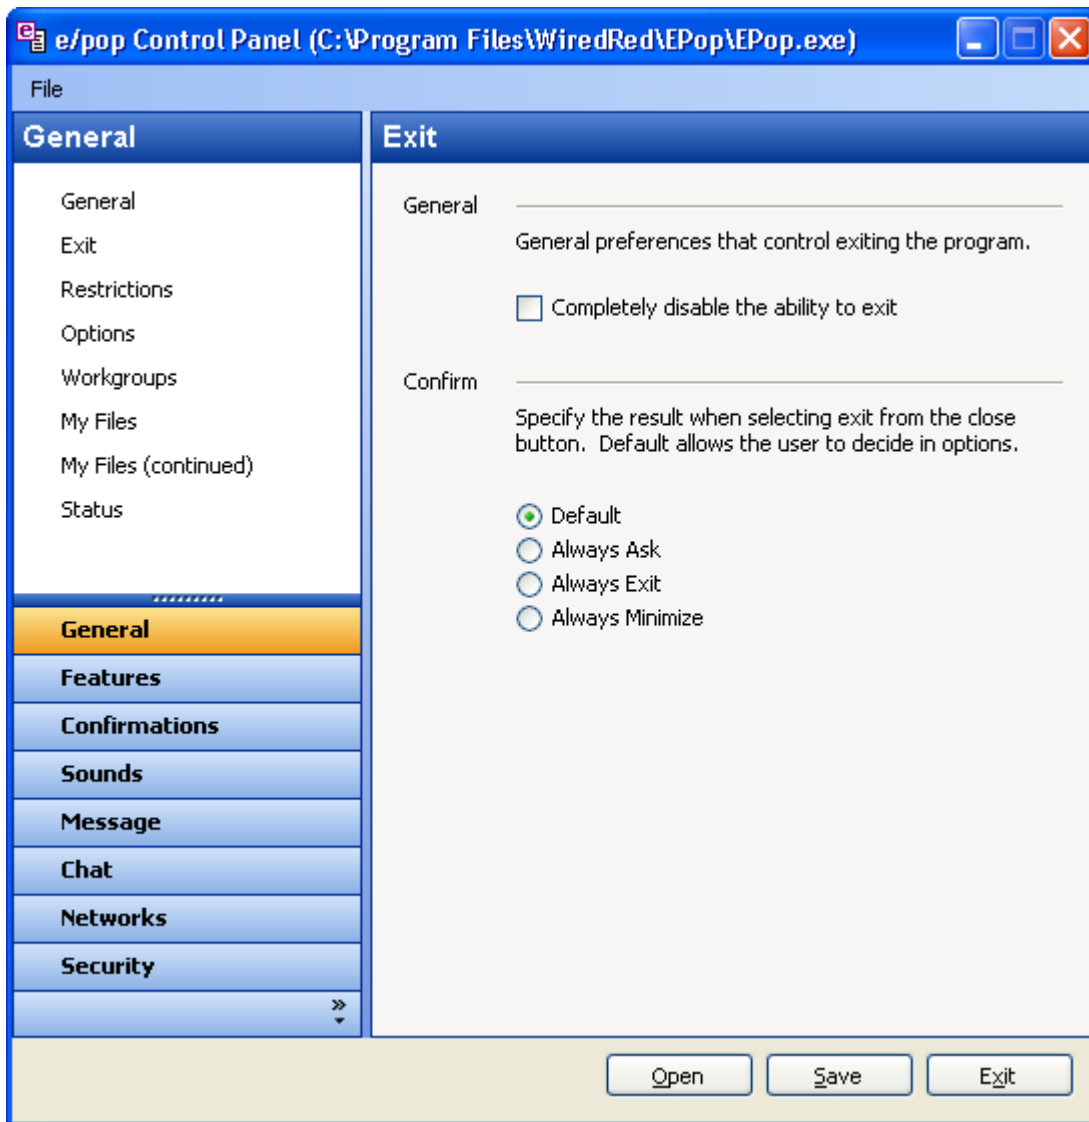 e/pop Control Panel (C:\Program Files\WiredRed\EPop\EPop.exe)
File
General
General
Exit
Restrictions
Options
Workgroups
My Files
My Files (continued)
Status
General
Features
Confirmations
Sounds
Message
Chat
Networks
Security
Exit
General
General preferences that control exiting the program.
Completely disable the ability to exit
Confirm
Specify the result when selecting exit from the close
button. Default allows the user to decide in options.
Default
Always Ask
Always Exit
Always Minimize
Open
Save
Exit